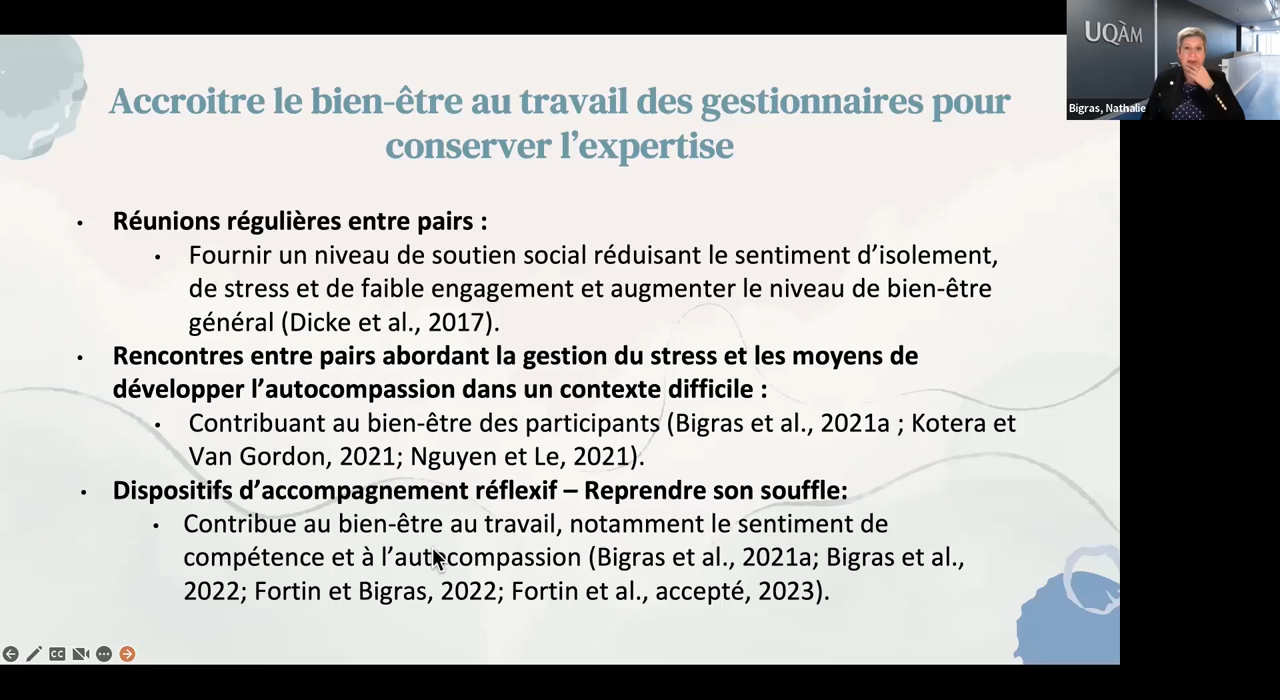 Accroitre le bien-être au travail des gestionnaires pour
conserver l’expertise
• Réunions régulières entre pairs :
• Fournir un niveau de soutien social réduisant le sentiment d’isolement,
de stress et de faible engagement et augmenter le niveau de bien-être
général (Dicke et al., 2017).
• Rencontres entre pairs abordant la gestion du stress et les moyens de
développer l’autocompassion dans un contexte difficile :
• Contribuant au bien-être des participants (Bigras et al., 2021a ; Kotera et
Van Gordon, 2021; Nguyen et Le, 2021).
• Dispositifs d’accompagnement réflexif – Reprendre son souffle:
• Contribue au bien-être au travail, notamment le sentiment de
compétence et à l’autocompassion (Bigras et al., 2021a; Bigras et al.,
2022; Fortin et Bigras, 2022; Fortin et al., accepté, 2023).
UQÀM
Bigras, Nathalie
CC